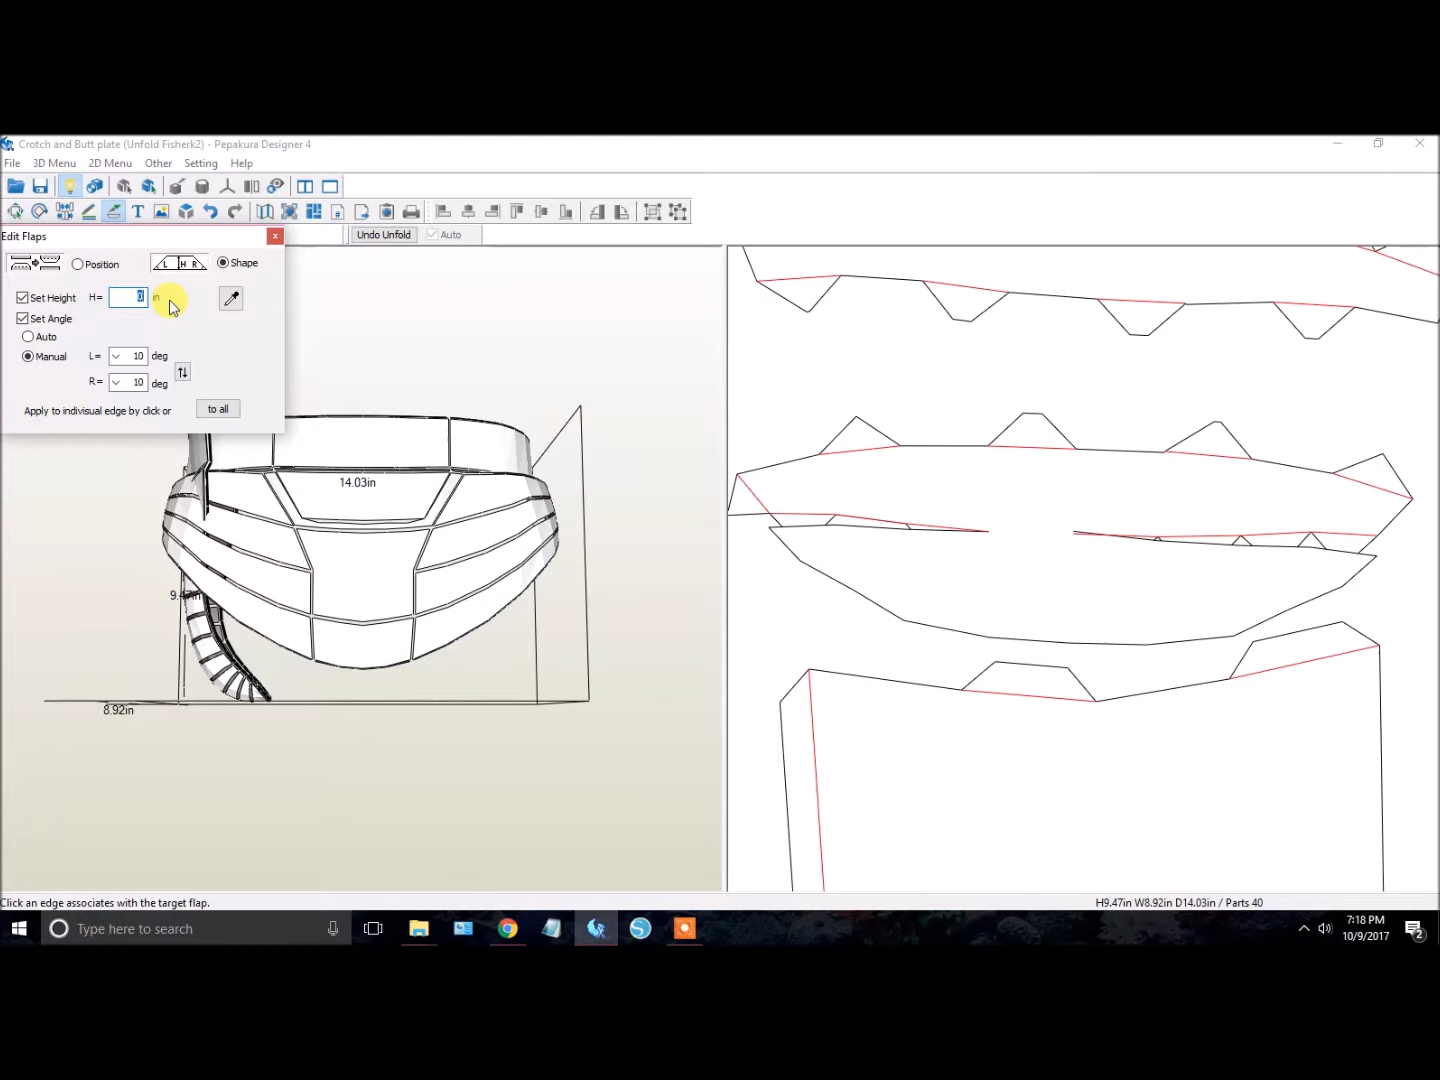 Crotch and Butt plate (Unfold Fisherk2) - Pepakura Designer 4
File 3D Menu 2D Menu Other Setting Help
Edit Flaps
Undo Unfold Auto
Position L H R Shape
Set Height H= 0 in
Set Angle
Auto
Manual L= 10 deg
R= 10 deg
Apply to indivisual edge by click or to all
14.03in
8.92in
Click an edge associates with the target flap.
H9.47in W8.92in D14.03in / Parts 40
Type here to search
7:18 PM
10/9/2017
2